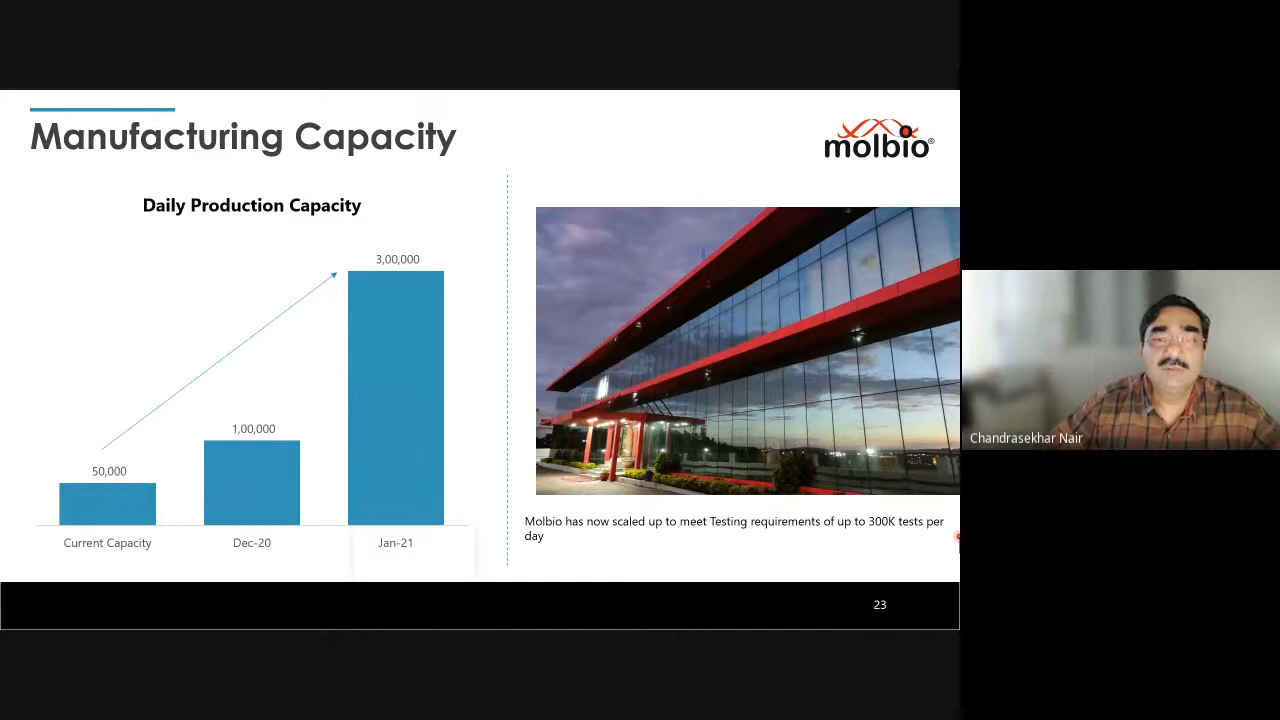 Manufacturing Capacity
molbio®
Daily Production Capacity
3,00,000
1,00,000
50,000
Current Capacity
Dec-20
Jan-21
Molbio has now scaled up to meet Testing requirements of up to 300K tests per
day
23
Chandrasekhar Nair